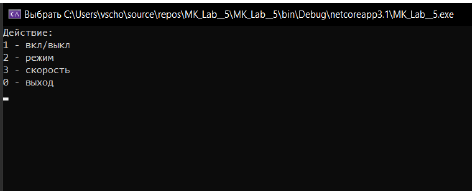 Выбрать C:\Users\vscho\source\repos\MK_Lab__5\MK_Lab__5\bin\Debug\netcoreapp3.1\MK_Lab__5.exe
Действие:
1 - вкл/выкл
2 - режим
3 - скорость
0 - выход